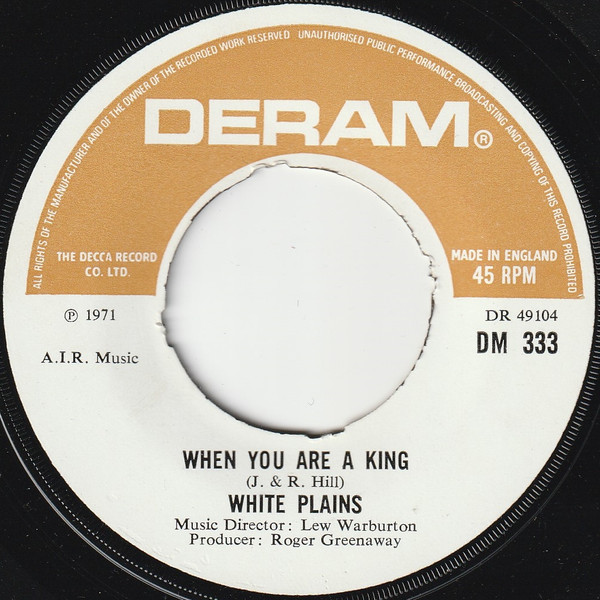 ALL RIGHTS OF THE MANUFACTURER AND OF THE OWNER OF THE RECORDED WORK RESERVED   UNAUTHORISED PUBLIC PERFORMANCE BROADCASTING AND COPYING OF THIS RECORD PROHIBITED
DERAM®
THE DECCA RECORD
CO. LTD.
MADE IN ENGLAND
45 RPM
℗ 1971
DR 49104
DM 333
A.I.R. Music
WHEN YOU ARE A KING
(J. & R. Hill)
WHITE PLAINS
Music Director: Lew Warburton
Producer: Roger Greenaway